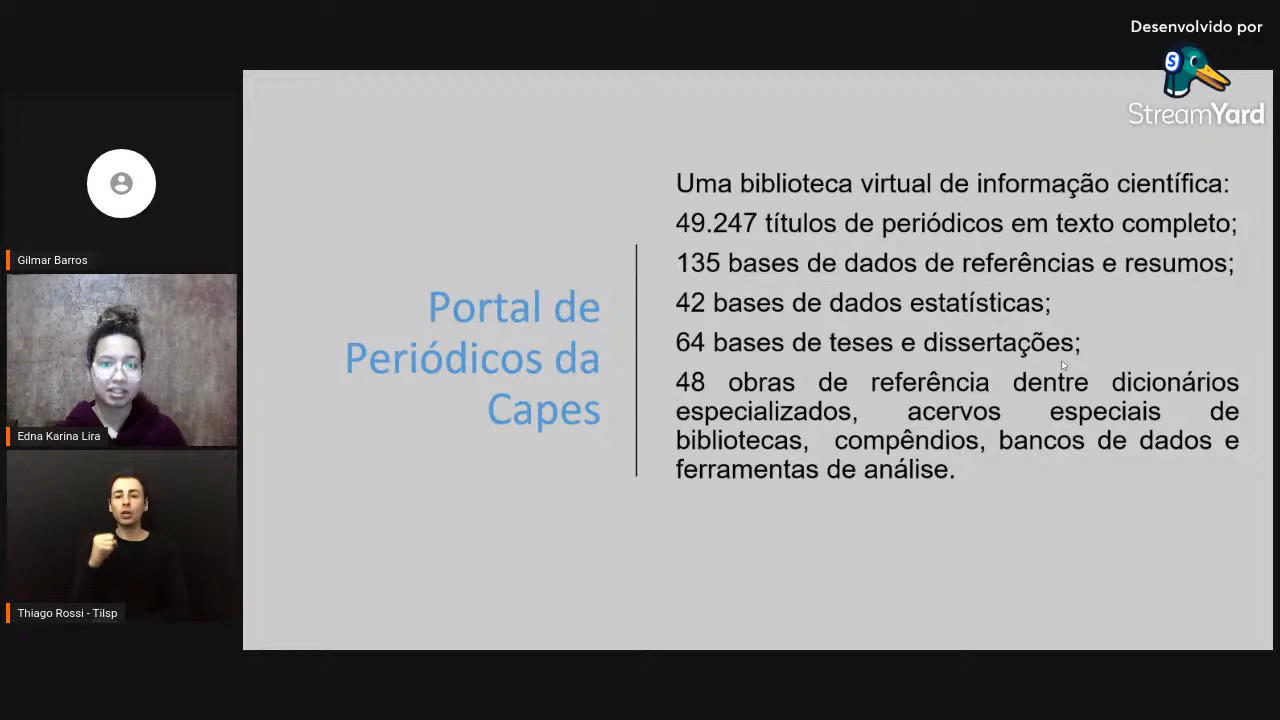 Desenvolvido por
S
StreamYard
Gilmar Barros
Edna Karina Lira
Thiago Rossi - Tilsp
Portal de
Periódicos da
Capes
Uma biblioteca virtual de informação científica:
49.247 títulos de periódicos em texto completo;
135 bases de dados de referências e resumos;
42 bases de dados estatísticas;
64 bases de teses e dissertações;
48 obras de referência dentre dicionários
especializados, acervos especiais de
bibliotecas, compêndios, bancos de dados e
ferramentas de análise.